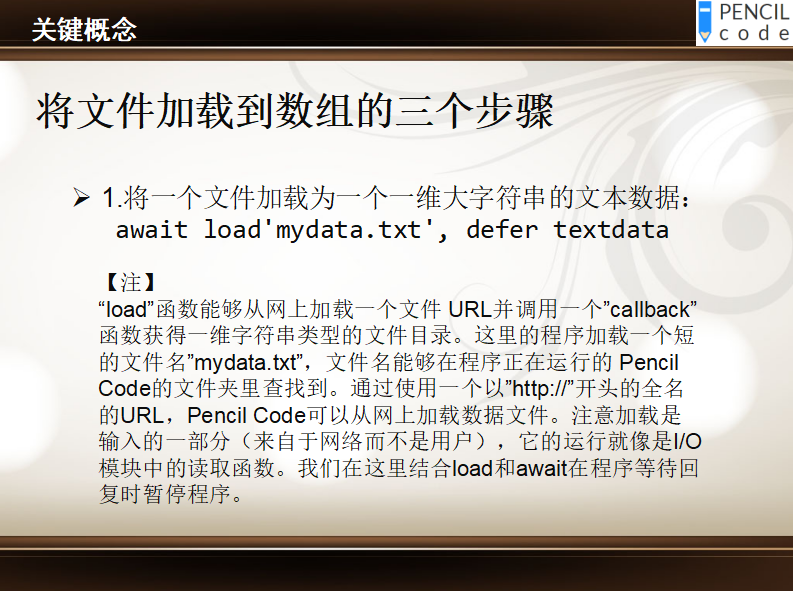 关键概念
PENCIL
code
将文件加载到数组的三个步骤
➢ 1.将一个文件加载为一个一维大字符串的文本数据：
await load'mydata.txt', defer textdata
【注】
“load”函数能够从网上加载一个文件 URL并调用一个”callback”
函数获得一维字符串类型的文件目录。这里的程序加载一个短
的文件名”mydata.txt”，文件名能够在程序正在运行的 Pencil
Code的文件夹里查找到。通过使用一个以”http://”开头的全名
的URL，Pencil Code可以从网上加载数据文件。注意加载是
输入的一部分（来自于网络而不是用户），它的运行就像是I/O
模块中的读取函数。我们在这里结合load和await在程序等待回
复时暂停程序。